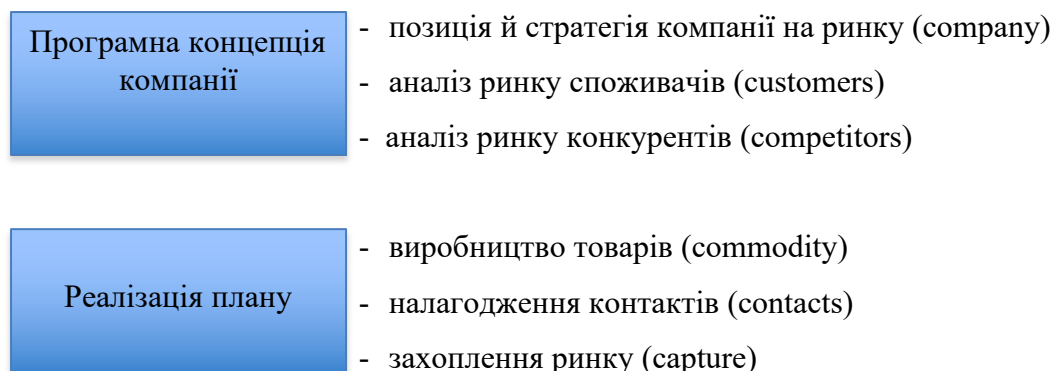 Програмна концепція
компанії
- позиція й стратегія компанії на ринку (company)
- аналіз ринку споживачів (customers)
- аналіз ринку конкурентів (competitors)
Реалізація плану
- виробництво товарів (commodity)
- налагодження контактів (contacts)
- захоплення ринку (capture)